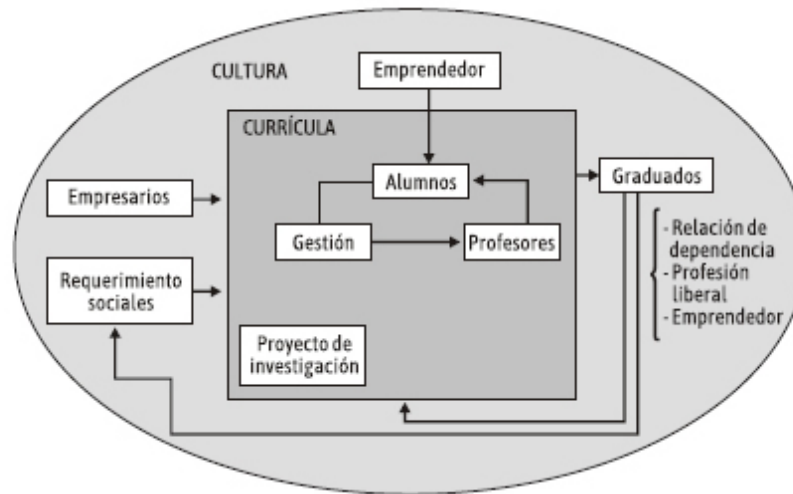 CULTURA
Emprendedor
CURRÍCULA
Alumnos
Graduados
Empresarios
Gestión
Profesores
- Relación de
dependencia
- Profesión
liberal
- Emprendedor
Requerimiento
sociales
Proyecto de
investigación